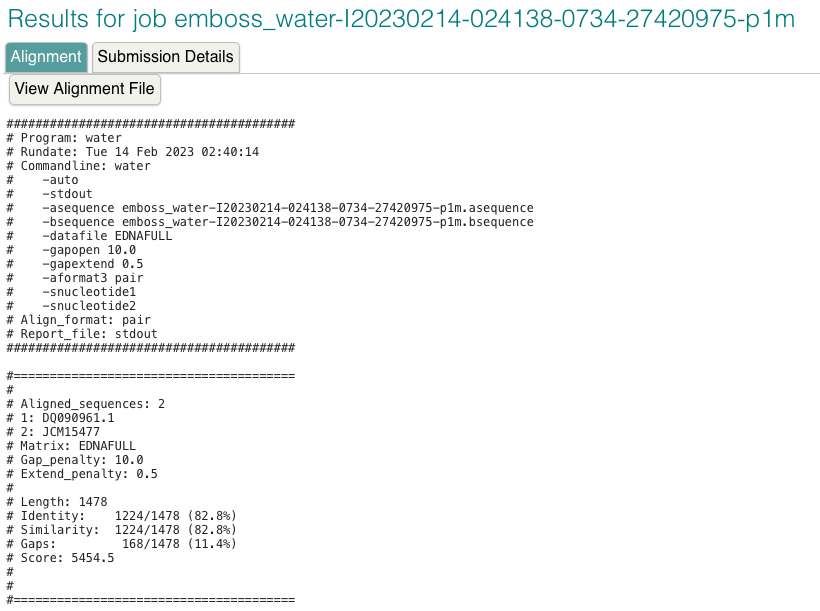 Results for job emboss_water-I20230214-024138-0734-27420975-p1m
Alignment Submission Details
View Alignment File
########################################
# Program: water
# Rundate: Tue 14 Feb 2023 02:40:14
# Commandline: water
#    -auto
#    -stdout
#    -asequence emboss_water-I20230214-024138-0734-27420975-p1m.asequence
#    -bsequence emboss_water-I20230214-024138-0734-27420975-p1m.bsequence
#    -datafile EDNAFULL
#    -gapopen 10.0
#    -gapextend 0.5
#    -aformat3 pair
#    -snucleotide1
#    -snucleotide2
# Align_format: pair
# Report_file: stdout
########################################
#=======================================
#
# Aligned_sequences: 2
# 1: DQ090961.1
# 2: JCM15477
# Matrix: EDNAFULL
# Gap_penalty: 10.0
# Extend_penalty: 0.5
#
# Length: 1478
# Identity:    1224/1478 (82.8%)
# Similarity:  1224/1478 (82.8%)
# Gaps:         168/1478 (11.4%)
# Score: 5454.5
#
#
#=======================================